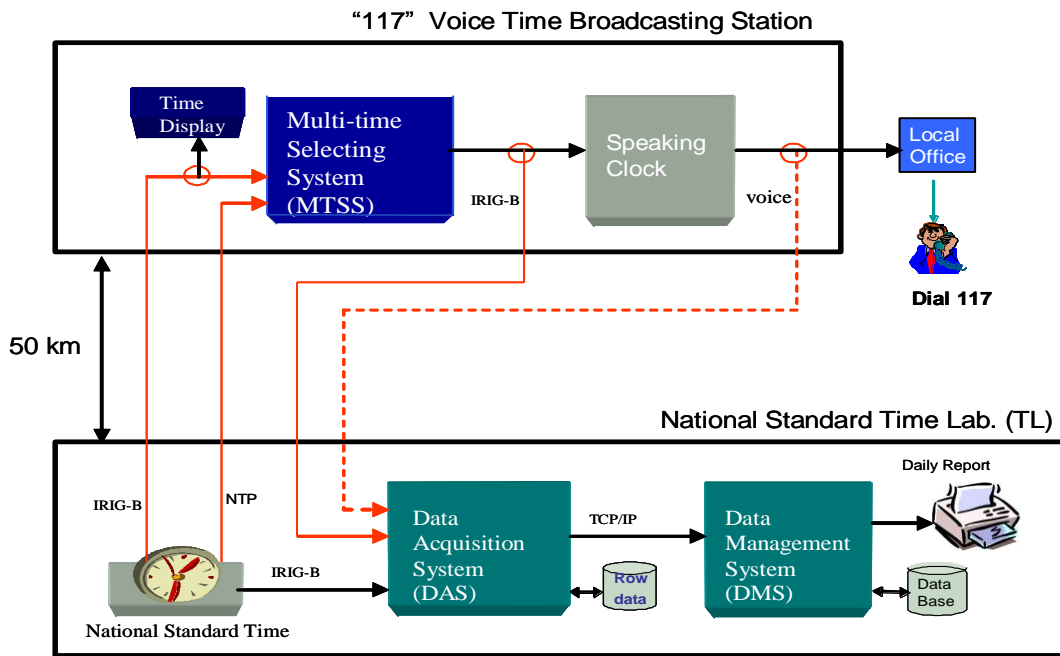 “117” Voice Time Broadcasting Station
Time
Display
Multi-time
Selecting
System
(MTSS)
IRIG-B
Speaking
Clock
voice
Local
Office
Dial 117
50 km
National Standard Time Lab. (TL)
IRIG-B
NTP
National Standard Time
IRIG-B
Data
Acquisition
System
(DAS)
TCP/IP
Row
data
Data
Management
System
(DMS)
Daily Report
Data
Base